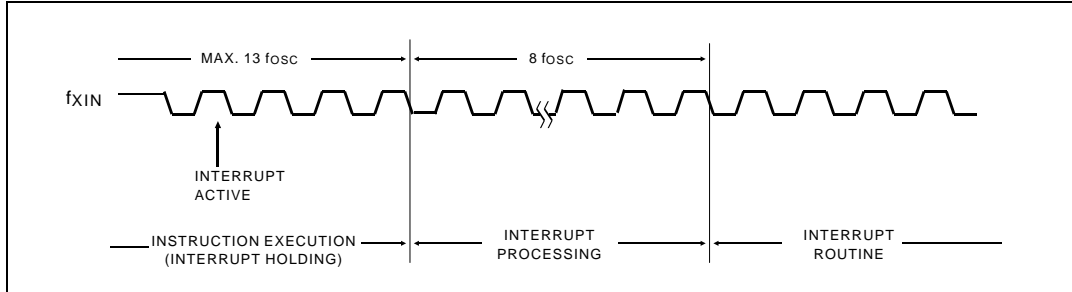 MAX. 13 fOSC
8 fOSC
fXIN
INTERRUPT
ACTIVE
INSTRUCTION EXECUTION
(INTERRUPT HOLDING)
INTERRUPT
PROCESSING
INTERRUPT
ROUTINE